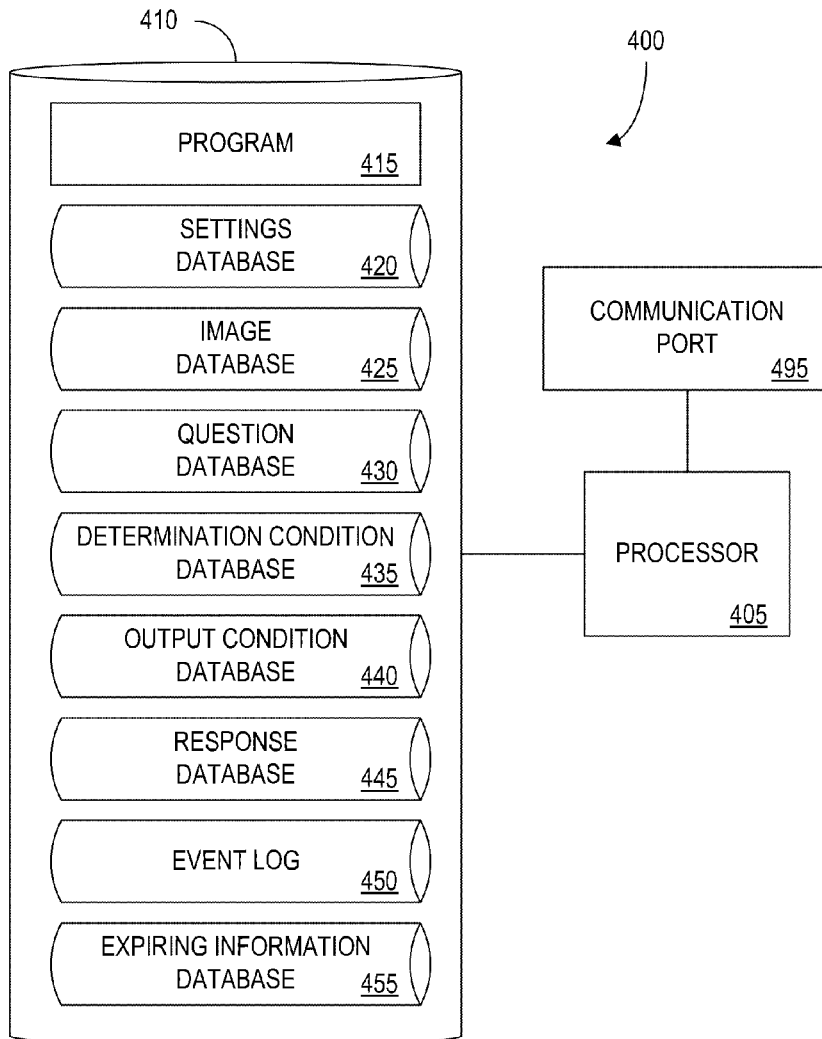 410
400
PROGRAM
415
SETTINGS
DATABASE 420
IMAGE
DATABASE 425
QUESTION
DATABASE 430
DETERMINATION CONDITION
DATABASE 435
OUTPUT CONDITION
DATABASE 440
RESPONSE
DATABASE 445
EVENT LOG 450
EXPIRING INFORMATION
DATABASE 455
COMMUNICATION
PORT
495
PROCESSOR
405